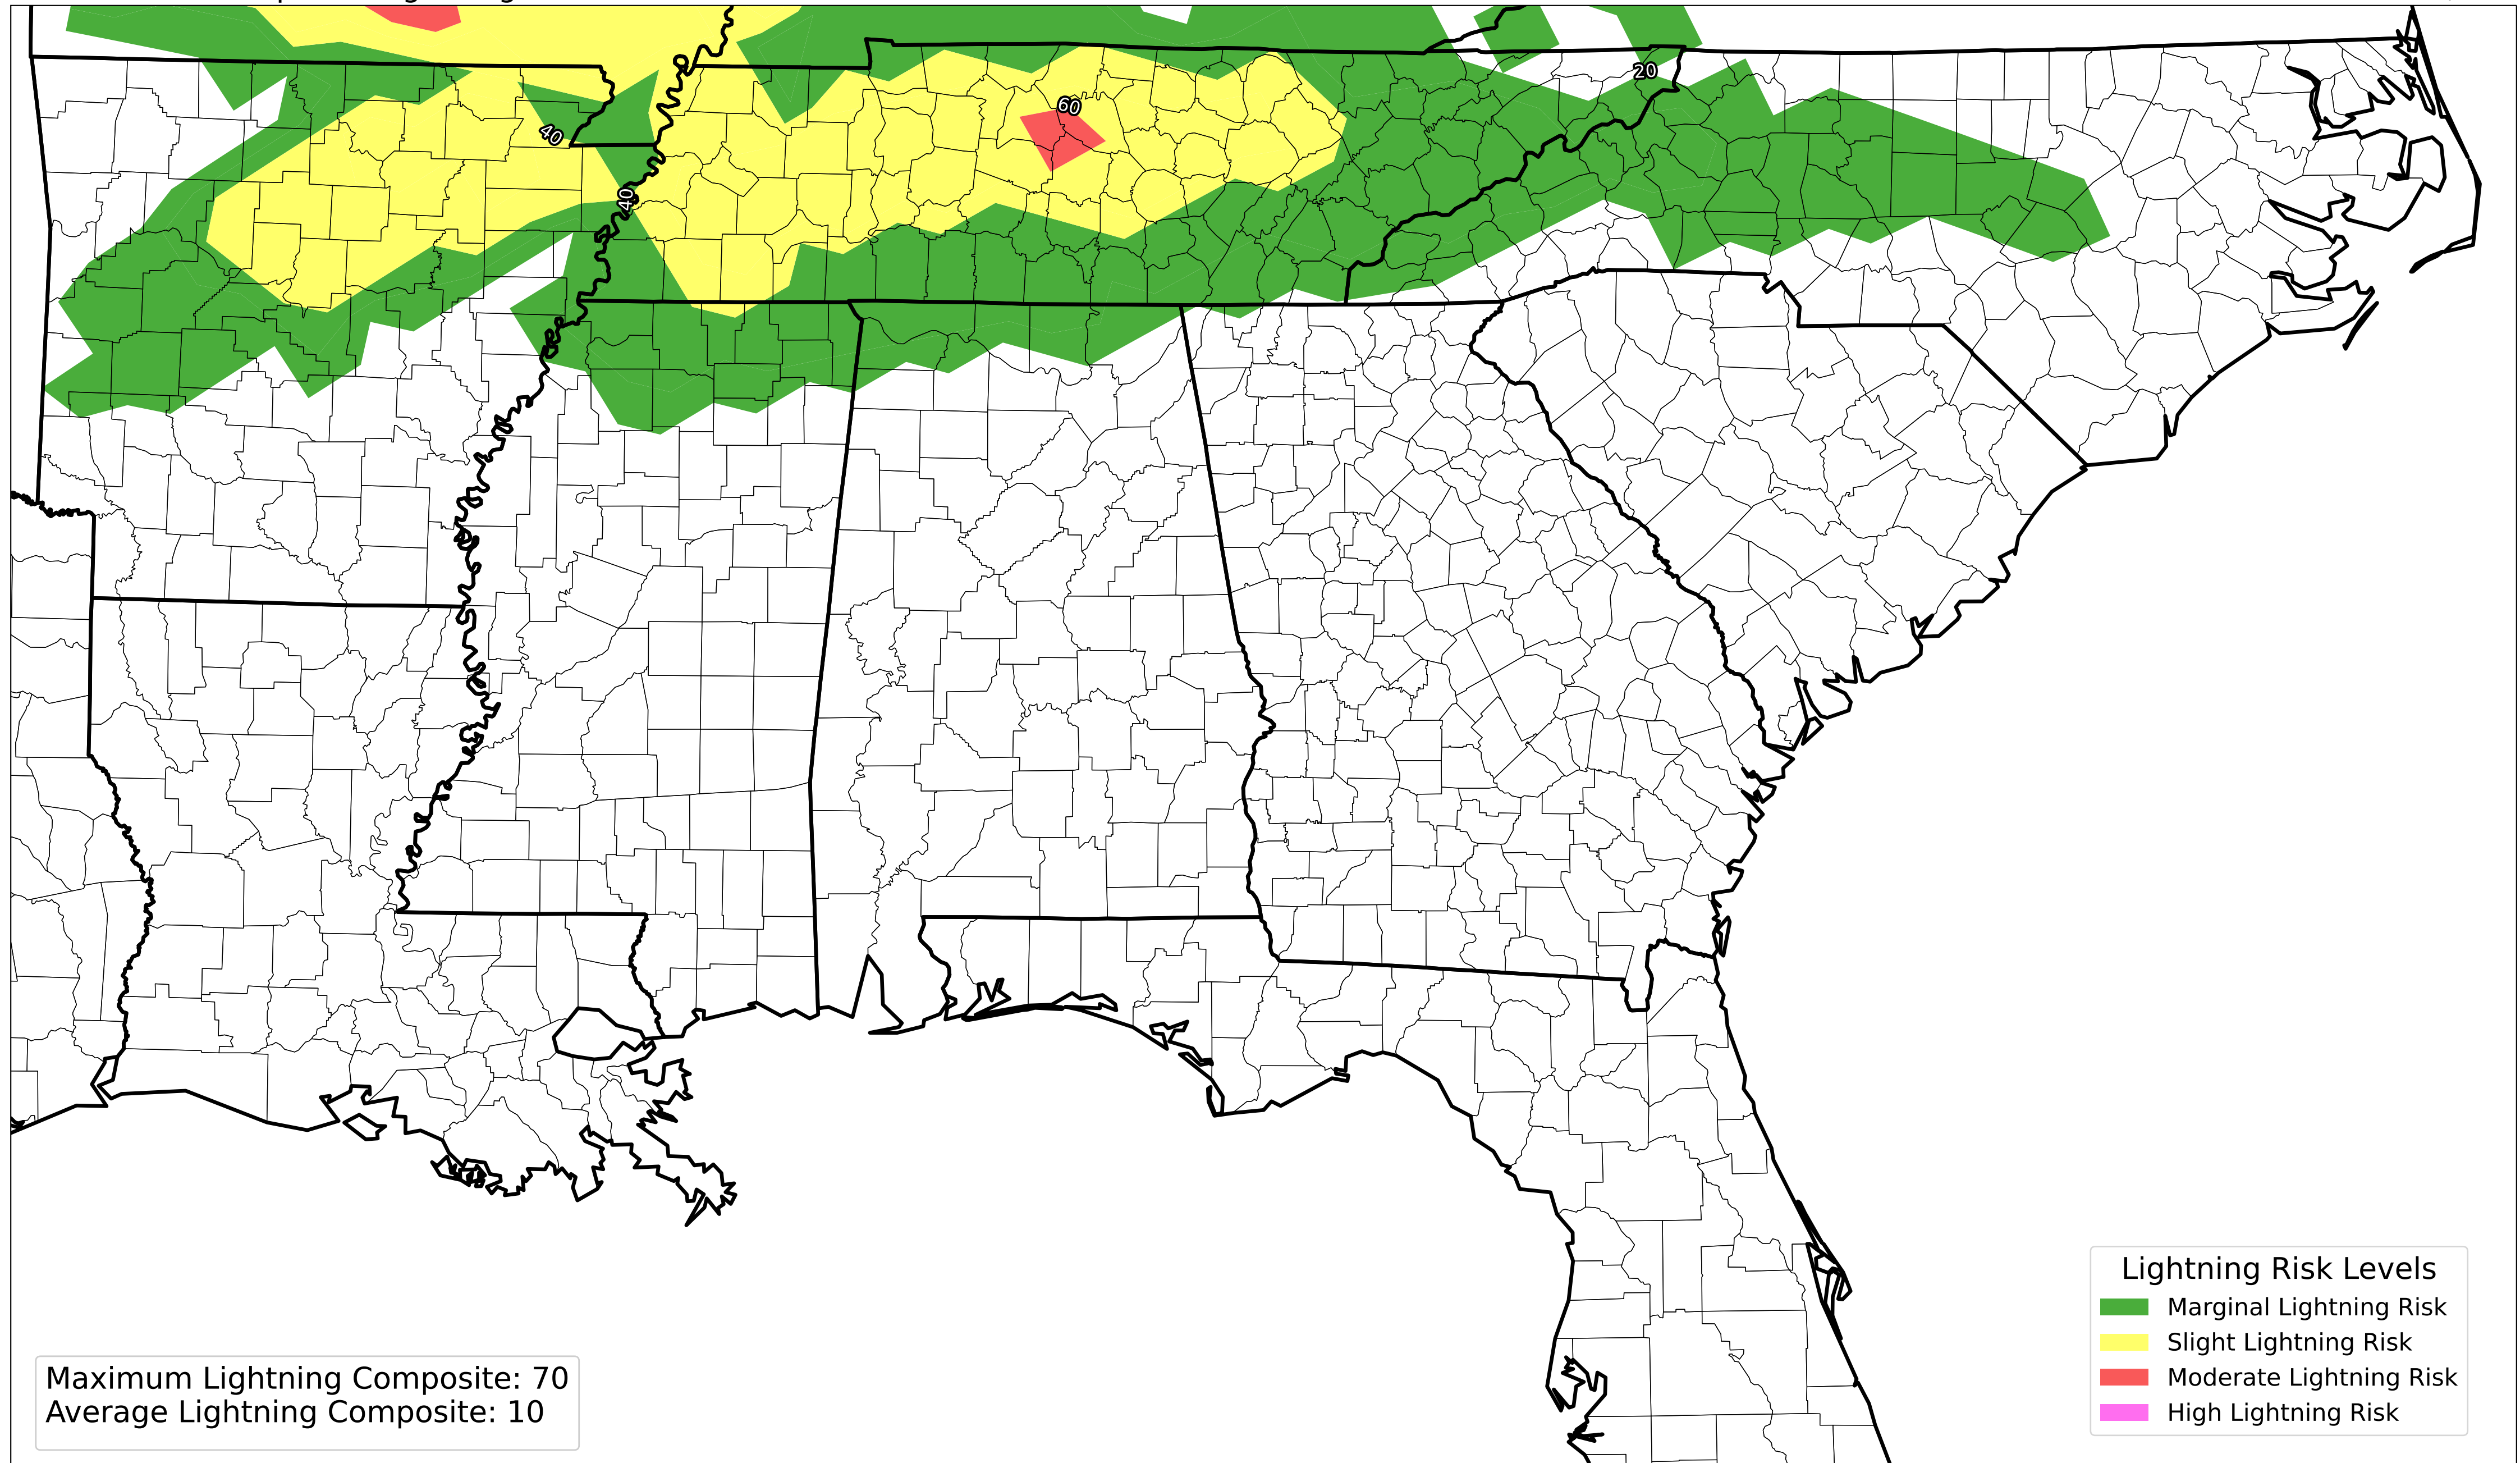 20
60
40
40
Lightning Risk Levels
Marginal Lightning Risk
Slight Lightning Risk
Moderate Lightning Risk
High Lightning Risk
Maximum Lightning Composite: 70
Average Lightning Composite: 10